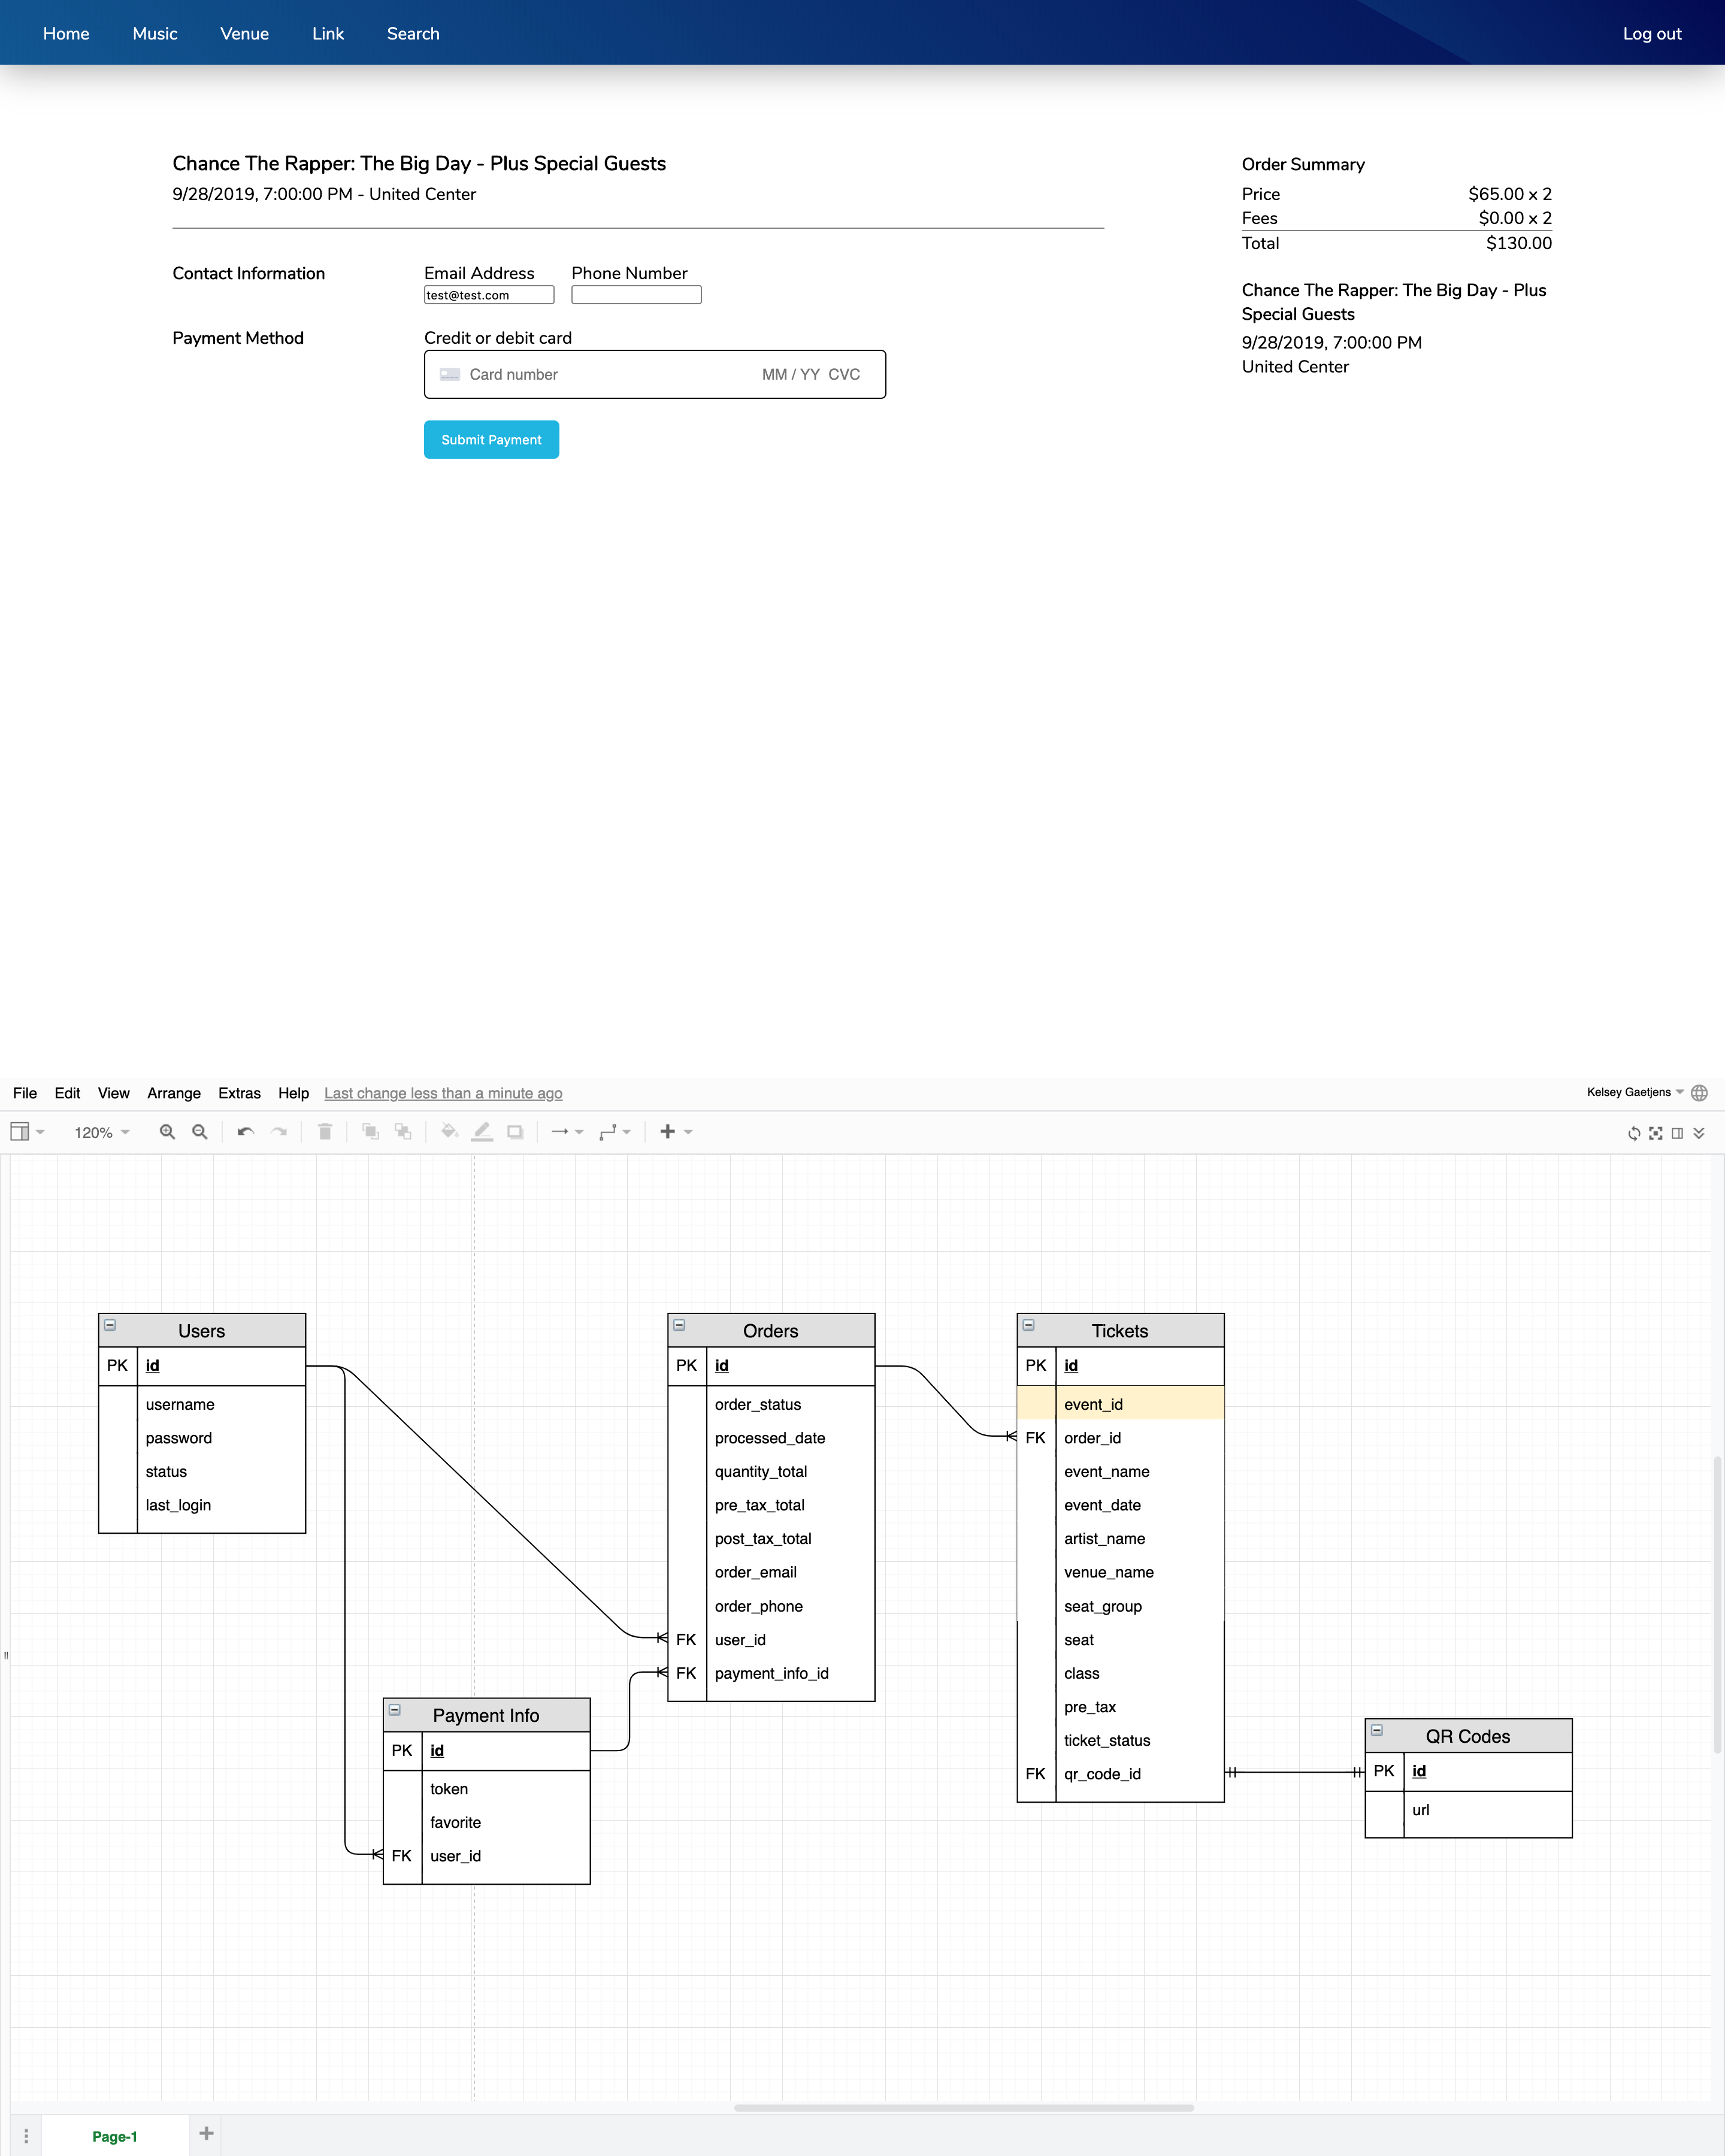 Home Music Venue Link Search Log out
Chance The Rapper: The Big Day - Plus Special Guests
9/28/2019, 7:00:00 PM - United Center
Contact Information
Email Address Phone Number
test@test.com
Payment Method
Credit or debit card
Card number MM / YY CVC
Submit Payment
Order Summary
Price $65.00 x 2
Fees $0.00 x 2
Total $130.00
Chance The Rapper: The Big Day - Plus
Special Guests
9/28/2019, 7:00:00 PM
United Center
File Edit View Arrange Extras Help Last change less than a minute ago Kelsey Gaetjens
120%
Users
PK id
username
password
status
last_login
Payment Info
PK id
token
favorite
FK user_id
Orders
PK id
order_status
processed_date
quantity_total
pre_tax_total
post_tax_total
order_email
order_phone
FK user_id
FK payment_info_id
Tickets
PK id
event_id
FK order_id
event_name
event_date
artist_name
venue_name
seat_group
seat
class
pre_tax
ticket_status
FK qr_code_id
QR Codes
PK id
url
Page-1